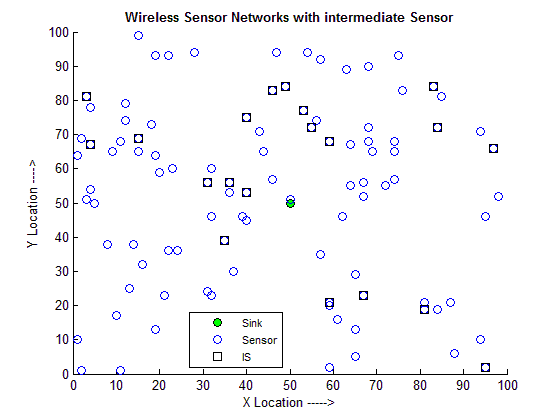 Wireless Sensor Networks with intermediate Sensor
100
90
80
70
60
50
40
30
20
10
0
Y Location ----->
Sink
Sensor
IS
0 10 20 30 40 50 60 70 80 90 100
X Location ----->